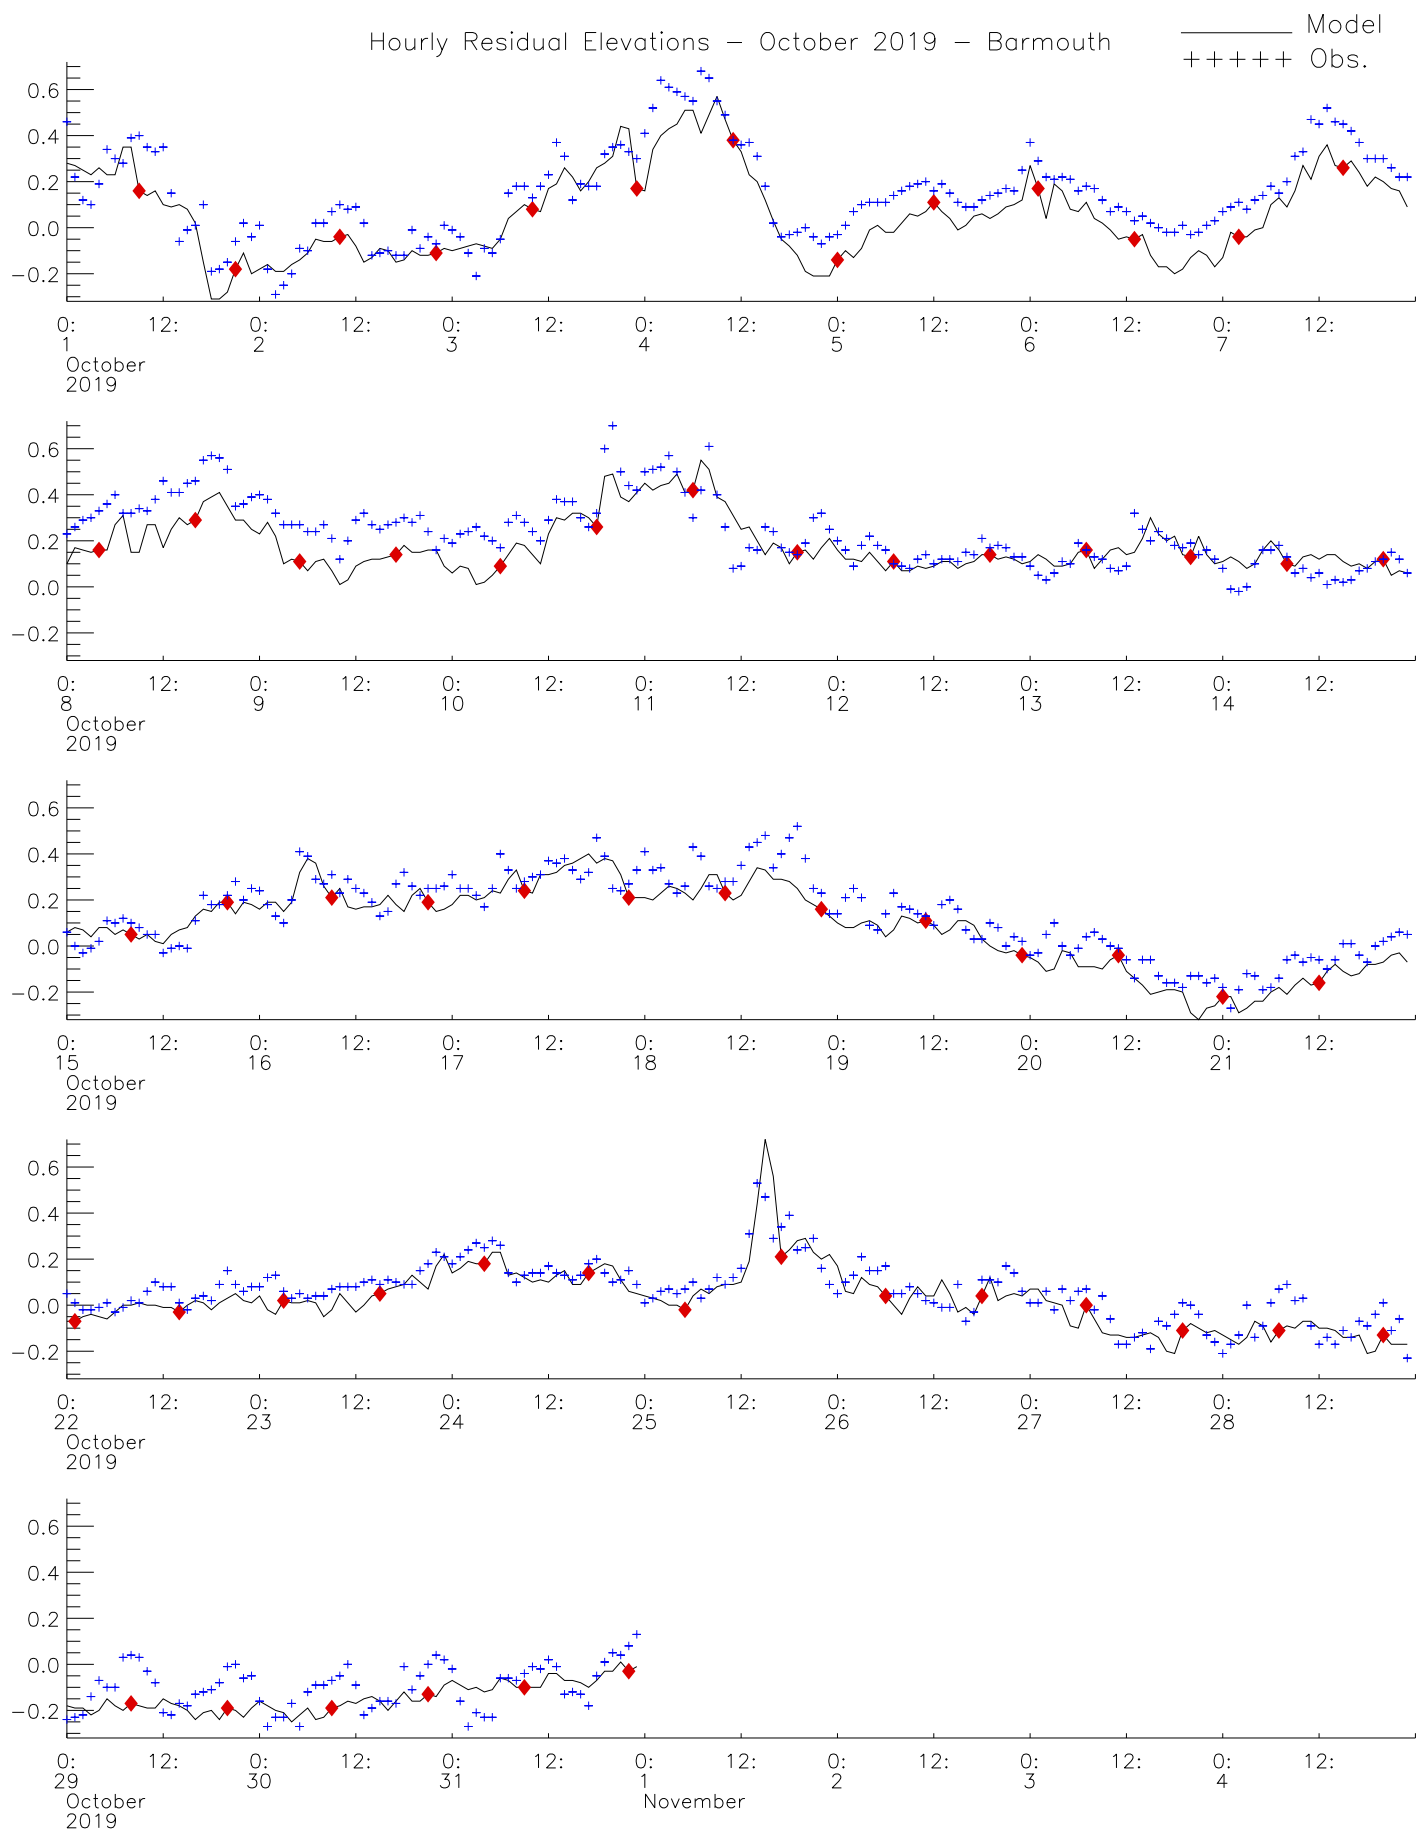 Hourly Residual Elevations − October 2019 − Barmouth
Model
+++++ Obs.
0.6
0.4
0.2
0.0
−0.2
0: 12: 0: 12: 0: 12: 0: 12: 0: 12: 0: 12: 0: 12:
1 2 3 4 5 6 7
October
2019
0.6
0.4
0.2
0.0
−0.2
0: 12: 0: 12: 0: 12: 0: 12: 0: 12: 0: 12: 0: 12:
8 9 10 11 12 13 14
October
2019
0.6
0.4
0.2
0.0
−0.2
0: 12: 0: 12: 0: 12: 0: 12: 0: 12: 0: 12: 0: 12:
15 16 17 18 19 20 21
October
2019
0.6
0.4
0.2
0.0
−0.2
0: 12: 0: 12: 0: 12: 0: 12: 0: 12: 0: 12: 0: 12:
22 23 24 25 26 27 28
October
2019
0.6
0.4
0.2
0.0
−0.2
0: 12: 0: 12: 0: 12: 0: 12: 0: 12: 0: 12: 0: 12:
29 30 31 1 2 3 4
October November
2019